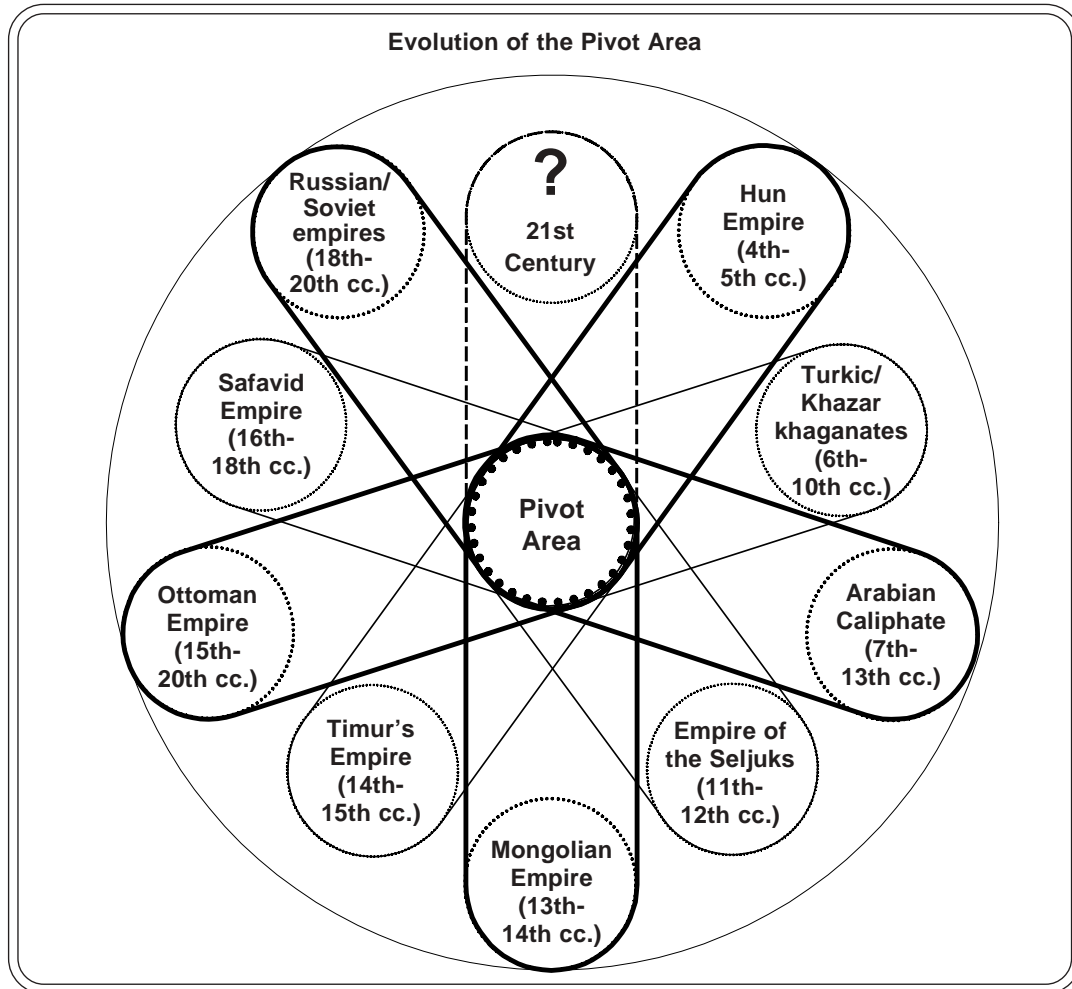 Evolution of the Pivot Area
?
21st
Century
Hun
Empire
(4th-
5th cc.)
Turkic/
Khazar
khaganates
(6th-
10th cc.)
Arabian
Caliphate
(7th-
13th cc.)
Empire of
the Seljuks
(11th-
12th cc.)
Mongolian
Empire
(13th-
14th cc.)
Timur's
Empire
(14th-
15th cc.)
Ottoman
Empire
(15th-
20th cc.)
Safavid
Empire
(16th-
18th cc.)
Russian/
Soviet
empires
(18th-
20th cc.)
Pivot
Area